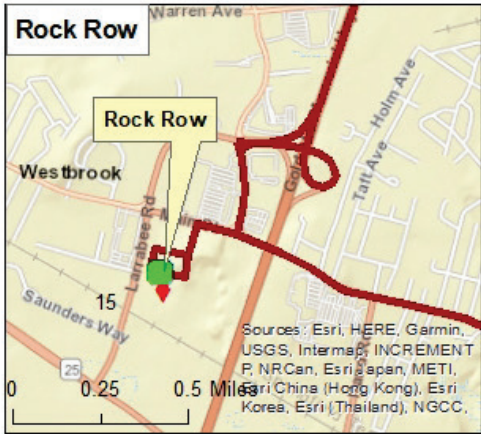 Rock Row
Warren Ave
Holm Ave
Rock Row
Taft Ave
Westbrook
Larrabee Rd
15
Saunders Way
Sources: Esri, HERE, Garmin,
USGS, Intermap, INCREMENT
P, NRCan, Esri Japan, METI,
Esri China (Hong Kong), Esri
Korea, Esri (Thailand), NGCC,
25
0 0.25 0.5 Miles